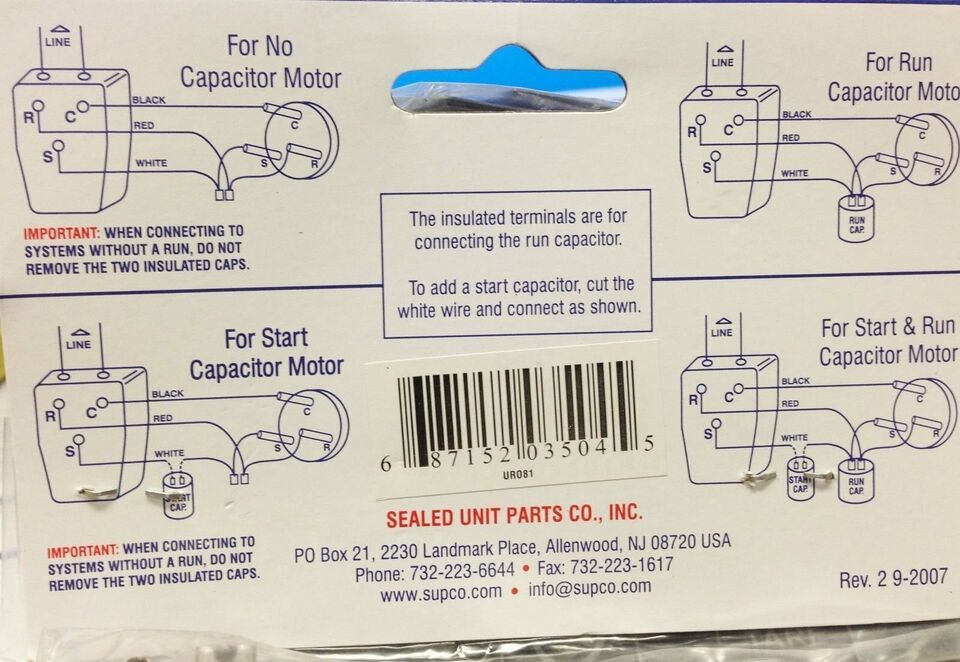 LINE
For No
Capacitor Motor
BLACK
R
C
RED
C
S
WHITE
S
R
IMPORTANT: WHEN CONNECTING TO
SYSTEMS WITHOUT A RUN, DO NOT
REMOVE THE TWO INSULATED CAPS.
LINE
For Run
Capacitor Moto
BLACK
R
C
RED
C
S
WHITE
S
R
RUN
CAP.
The insulated terminals are for
connecting the run capacitor.
To add a start capacitor, cut the
white wire and connect as shown.
LINE
For Start
Capacitor Motor
BLACK
R
C
RED
C
S
WHITE
S
R
START
CAP.
IMPORTANT: WHEN CONNECTING TO
SYSTEMS WITHOUT A RUN, DO NOT
REMOVE THE TWO INSULATED CAPS.
LINE
For Start & Run
Capacitor Motor
BLACK
R
C
RED
C
S
WHITE
S
R
START
CAP.
RUN
CAP.
6 87152 03504 5
UR081
SEALED UNIT PARTS CO., INC.
PO Box 21, 2230 Landmark Place, Allenwood, NJ 08720 USA
Phone: 732-223-6644 • Fax: 732-223-1617
www.supco.com • info@supco.com
Rev. 2 9-2007